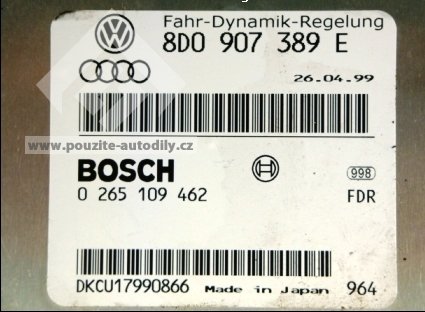 Fahr-Dynamik-Regelung
8D0 907 389 E
26.04.99
www.pouzite-autodily.cz
BOSCH
0 265 109 462
998
FDR
DKCU17990866 Made in Japan 964